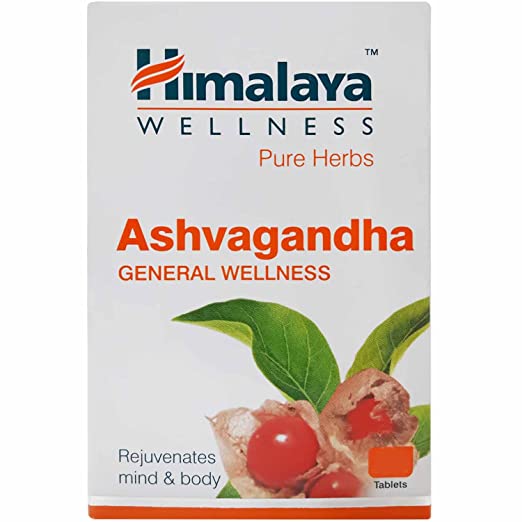 Himalaya™
WELLNESS
Pure Herbs
Ashvagandha
GENERAL WELLNESS
Rejuvenates
mind & body
Tablets